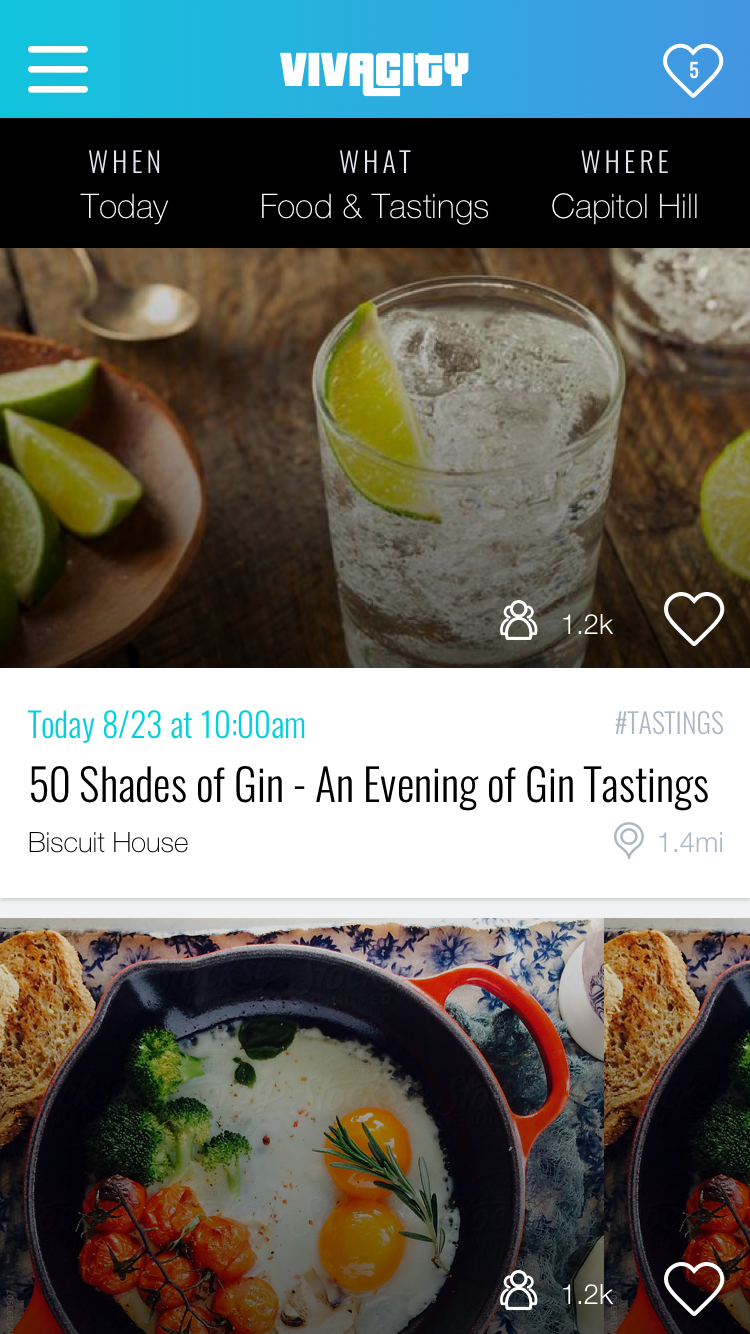 VIVACITY
5
WHEN WHAT WHERE
Today Food & Tastings Capitol Hill
1.2k
Today 8/23 at 10:00am #TASTINGS
50 Shades of Gin - An Evening of Gin Tastings
Biscuit House 1.4mi
1.2k